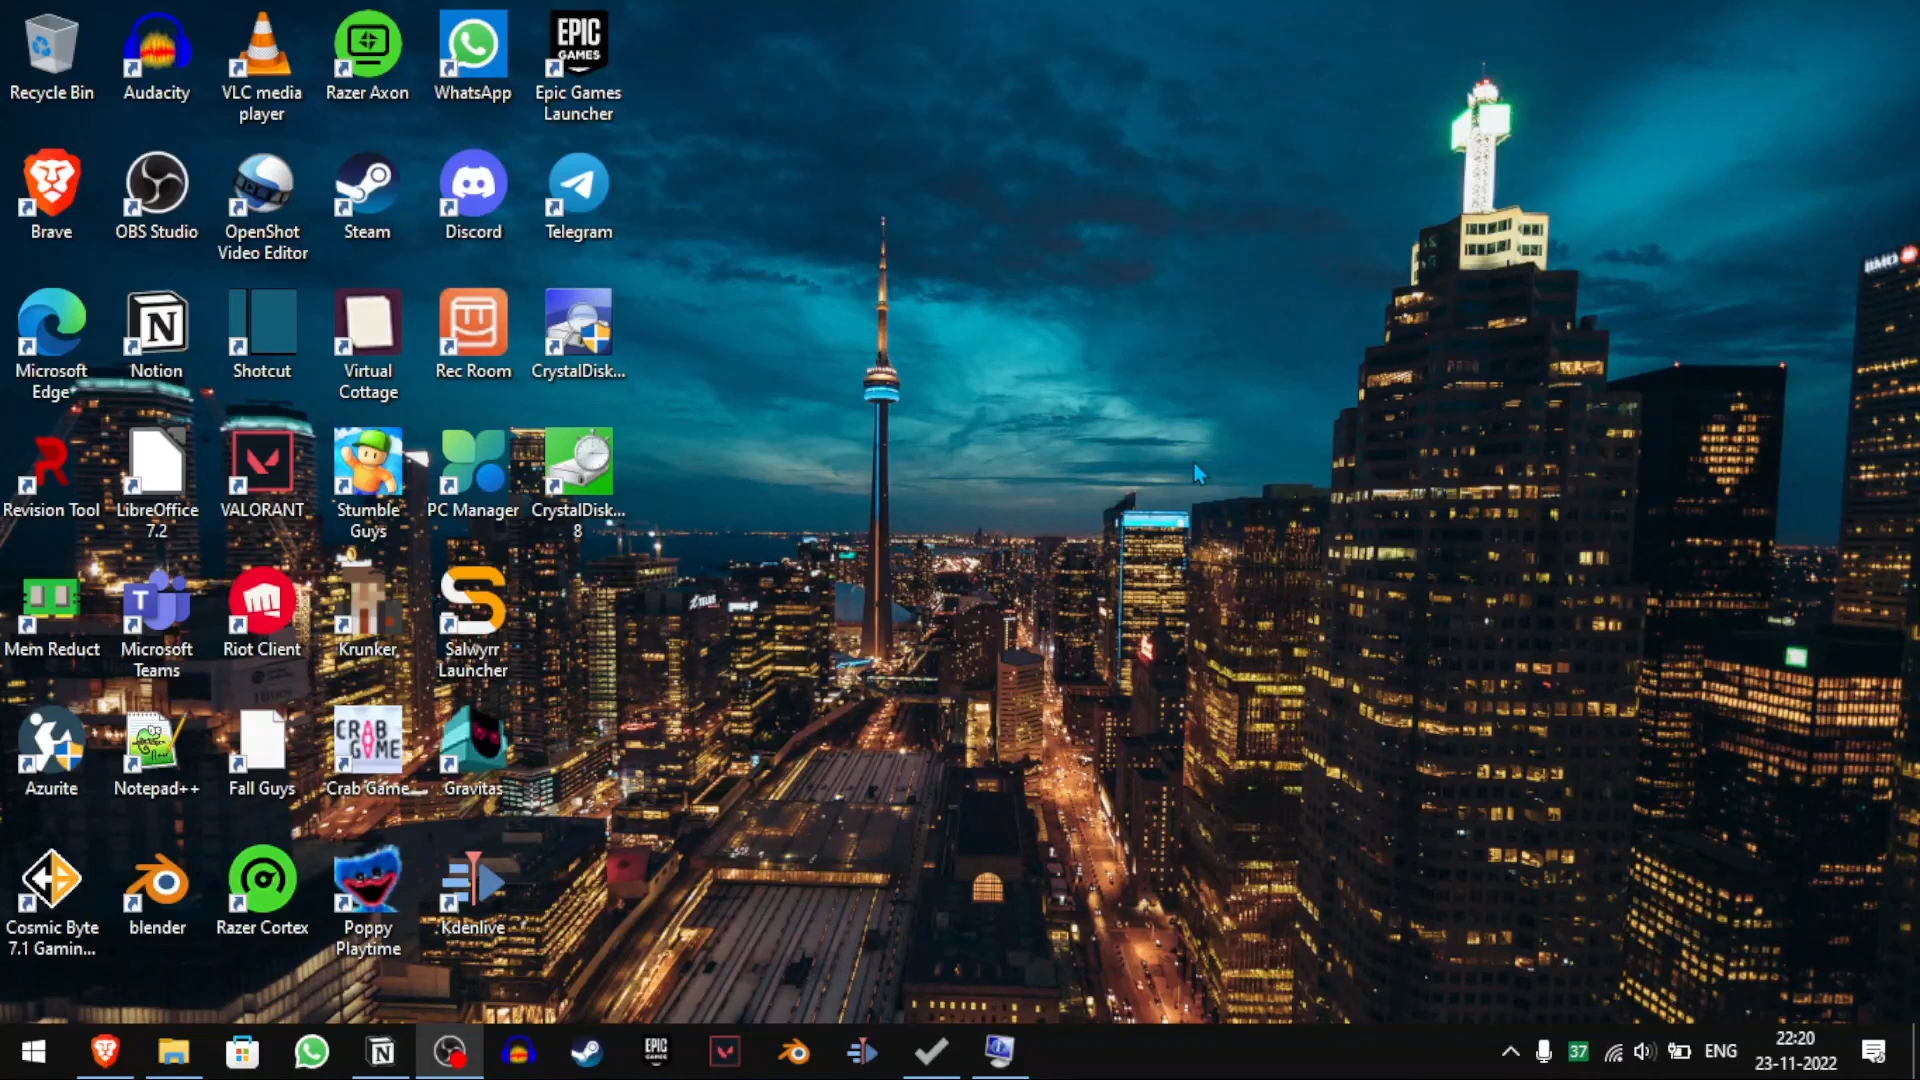 Recycle Bin
Audacity
VLC media
player
Razer Axon
WhatsApp
EPIC
GAMES
Epic Games
Launcher
Brave
OBS Studio
OpenShot
Video Editor
Steam
Discord
Telegram
Microsoft
Edge
N
Notion
Shotcut
Virtual
Cottage
Rec Room
CrystalDisk...
Revision Tool
LibreOffice
7.2
VALORANT
Stumble
Guys
PC Manager
CrystalDisk...
8
Mem Reduct
T
Microsoft
Teams
Riot Client
Krunker
Salwyrr
Launcher
Azurite
Notepad++
Fall Guys
CRAB
GAME
Crab Game
Gravitas
Cosmic Byte
7.1 Gamin...
blender
Razer Cortex
Poppy
Playtime
Kdenlive
BMO
TELUS
N
EPIC
GAMES
37
ENG
22:20
23-11-2022